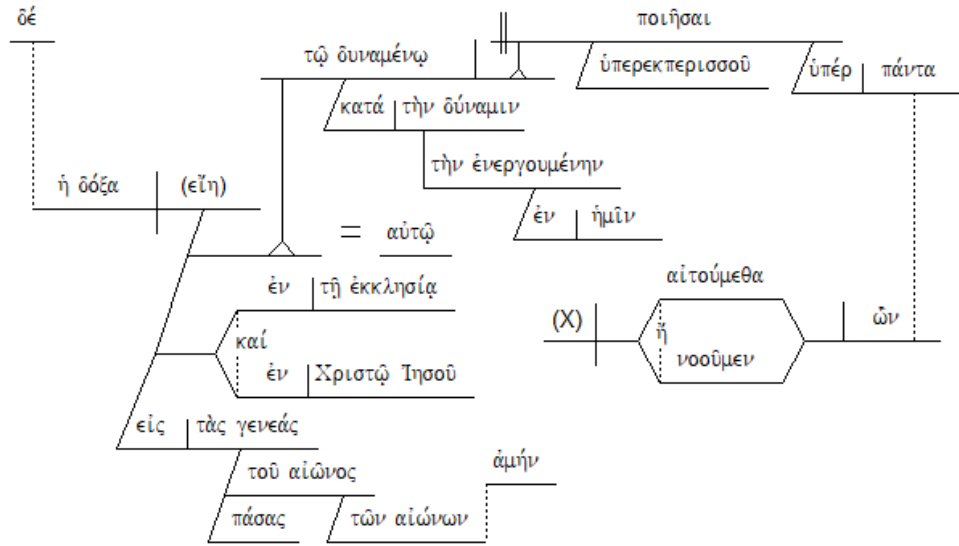 δέ
ποιῆσαι
τῷ δυναμένῳ
ὑπερεκπερισσοῦ
ὑπέρ πάντα
κατά τὴν δύναμιν
τὴν ἐνεργουμένην
ἡ δόξα (εἴη)
ἐν ἡμῖν
= αὐτῷ
ἐν τῇ ἐκκλησίᾳ
αἰτούμεθα
(X) ἤ ὧν
καί
νοοῦμεν
ἐν Χριστῷ Ἰησοῦ
εἰς τὰς γενεάς
ἀμήν
τοῦ αἰῶνος
πάσας τῶν αἰώνων